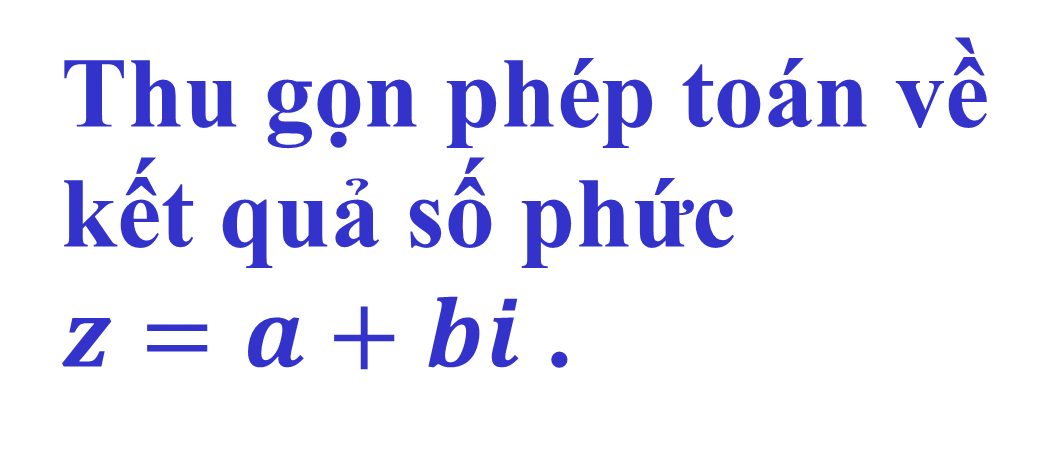 Thu gọn phép toán về
kết quả số phức
z = a + bi .